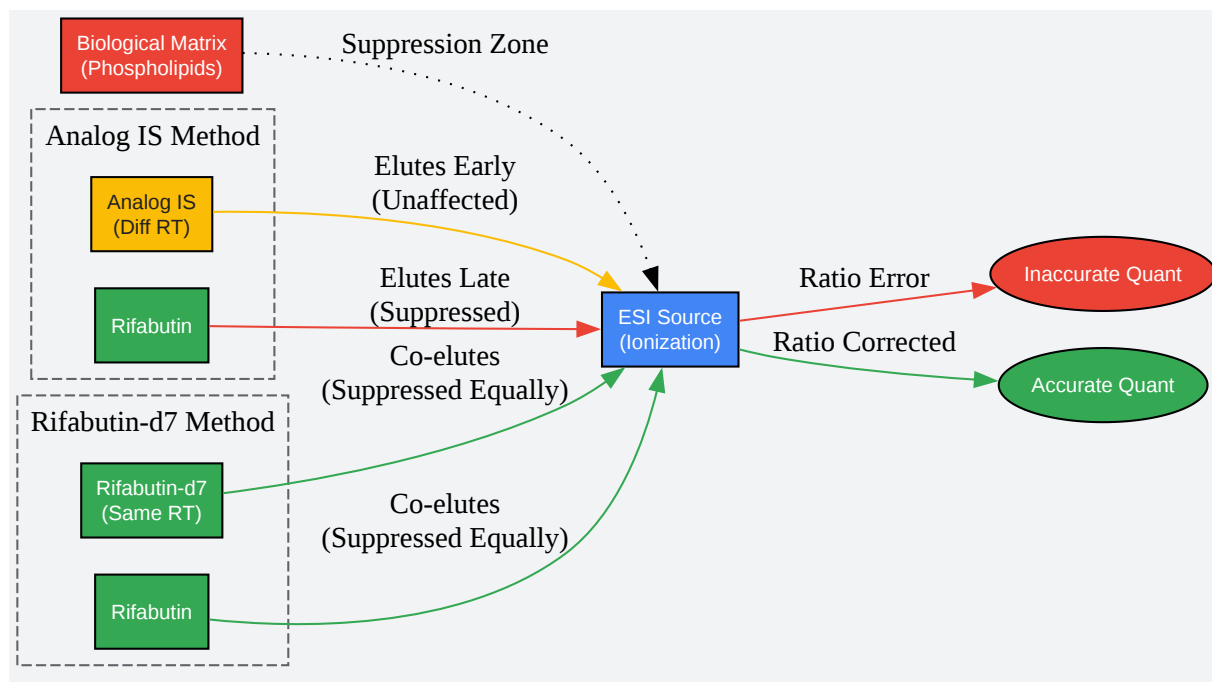 Biological Matrix
(Phospholipids)
Suppression Zone
Analog IS Method
Analog IS
(Diff RT)
Elutes Early
(Unaffected)
Rifabutin
Elutes Late
(Suppressed)
ESI Source
(Ionization)
Ratio Error
Inaccurate Quant
Ratio Corrected
Accurate Quant
Rifabutin-d7 Method
Rifabutin-d7
(Same RT)
Co-elutes
(Suppressed Equally)
Rifabutin
Co-elutes
(Suppressed Equally)